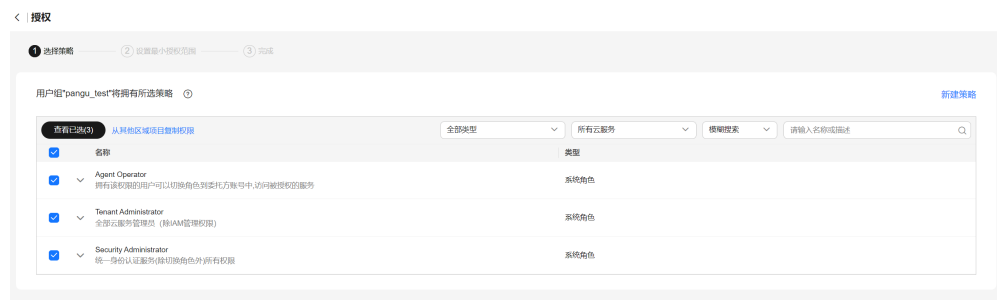 授权
1 选择策略 2 设置最小授权范围 3 完成
用户组"pangu_test"将拥有所选策略 新建策略
查看已选(3) 从其他区域项目复制权限 全部类型 所有云服务 模糊搜索 请输入名称或描述
名称 类型
Agent Operator
拥有该权限的用户可以切换角色到委托方账号中,访问被授权的服务 系统角色
Tenant Administrator
全部云服务管理员（除IAM管理权限） 系统角色
Security Administrator
统一身份认证服务(除切换角色外)所有权限 系统角色